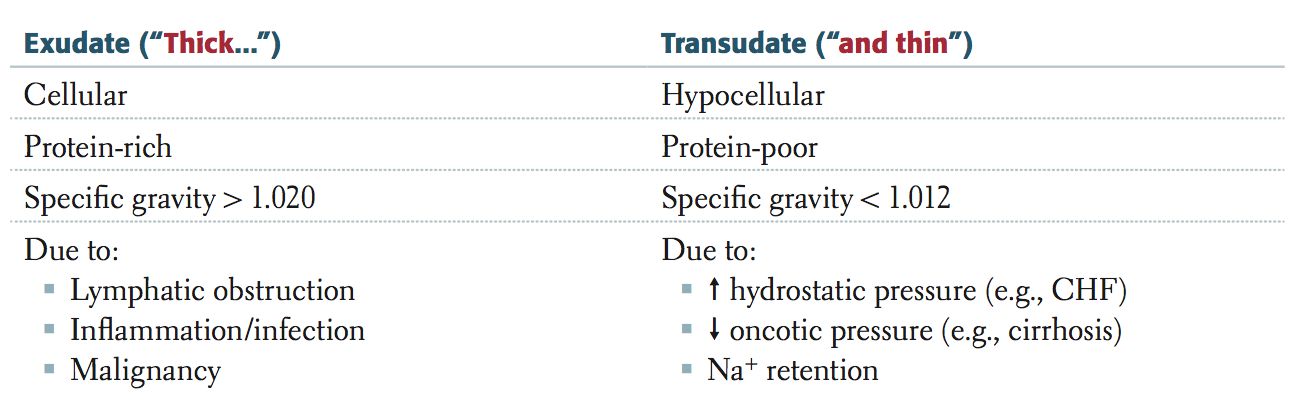 Exudate (“Thick...”) Transudate (“and thin”)
Cellular Hypocellular
Protein-rich Protein-poor
Specific gravity > 1.020 Specific gravity < 1.012
Due to: Due to:
▪ Lymphatic obstruction ▪ ↑ hydrostatic pressure (e.g., CHF)
▪ Inflammation/infection ▪ ↓ oncotic pressure (e.g., cirrhosis)
▪ Malignancy ▪ Na⁺ retention